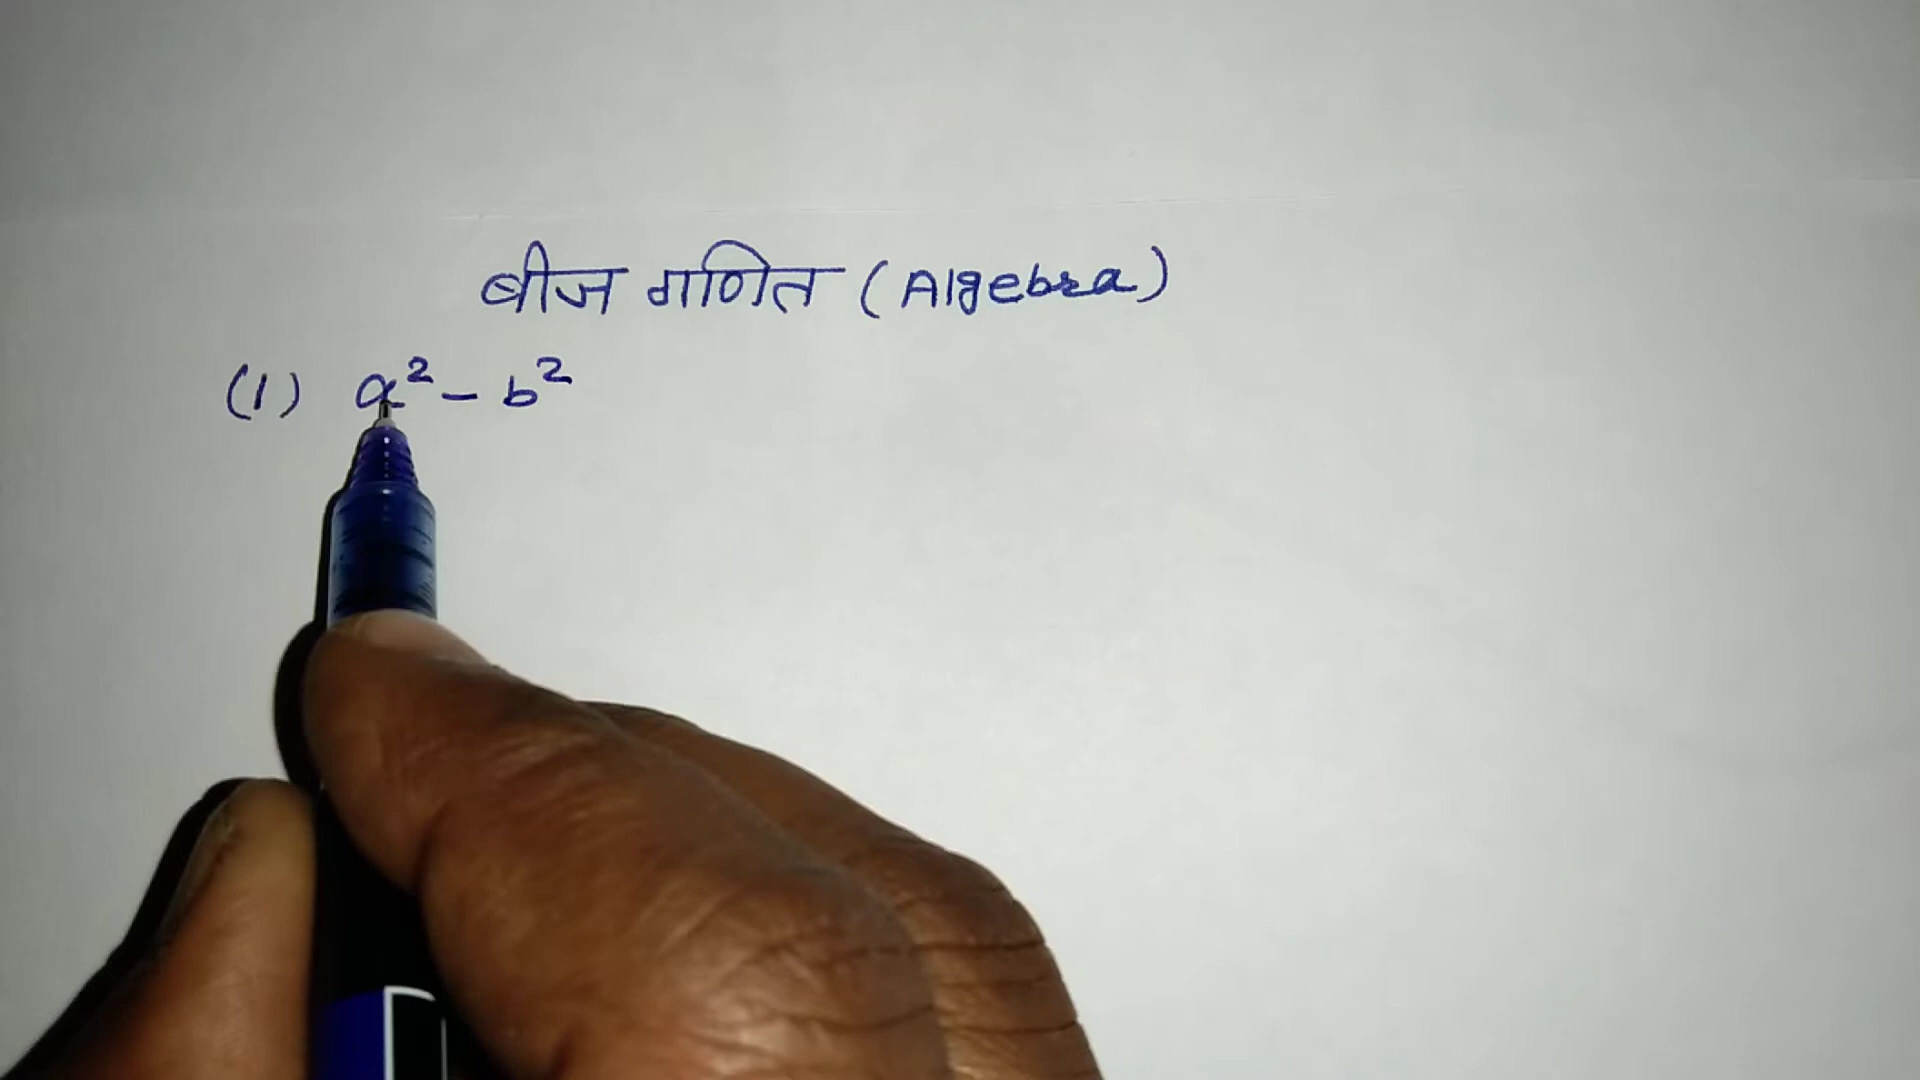 बीज गणित (Algebra)
(1) a² - b²